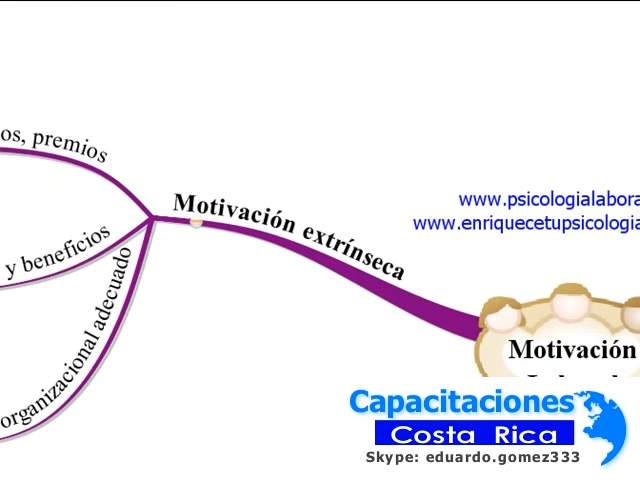 os, premios
Motivación extrínseca
www.psicologialabora
www.enriquecetupsicologia
y beneficios
organizacional adecuado
Motivación
Capacitaciones
Costa Rica
Skype: eduardo.gomez333